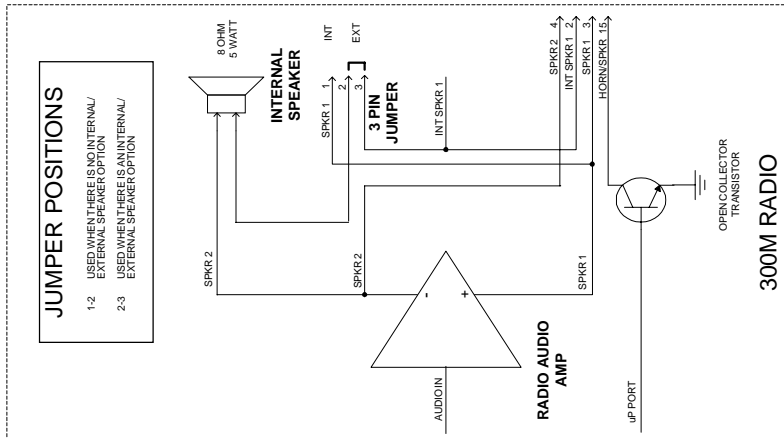 JUMPER POSITIONS
1-2 USED WHEN THERE IS NO INTERNAL/
EXTERNAL SPEAKER OPTION
2-3 USED WHEN THERE IS AN INTERNAL/
EXTERNAL SPEAKER OPTION
8 OHM
5 WATT
INTERNAL
SPEAKER
INT
EXT
SPKR 1 1
2
3
3 PIN
JUMPER
INT SPKR 1
SPKR 2 4
INT SPKR 1 2
SPKR 1 3
HORN/SPKR 15
SPKR 2
SPKR 2
SPKR 1
-
+
AUDIO IN
RADIO AUDIO
AMP
uP PORT
OPEN COLLECTOR
TRANSISTOR
300M RADIO